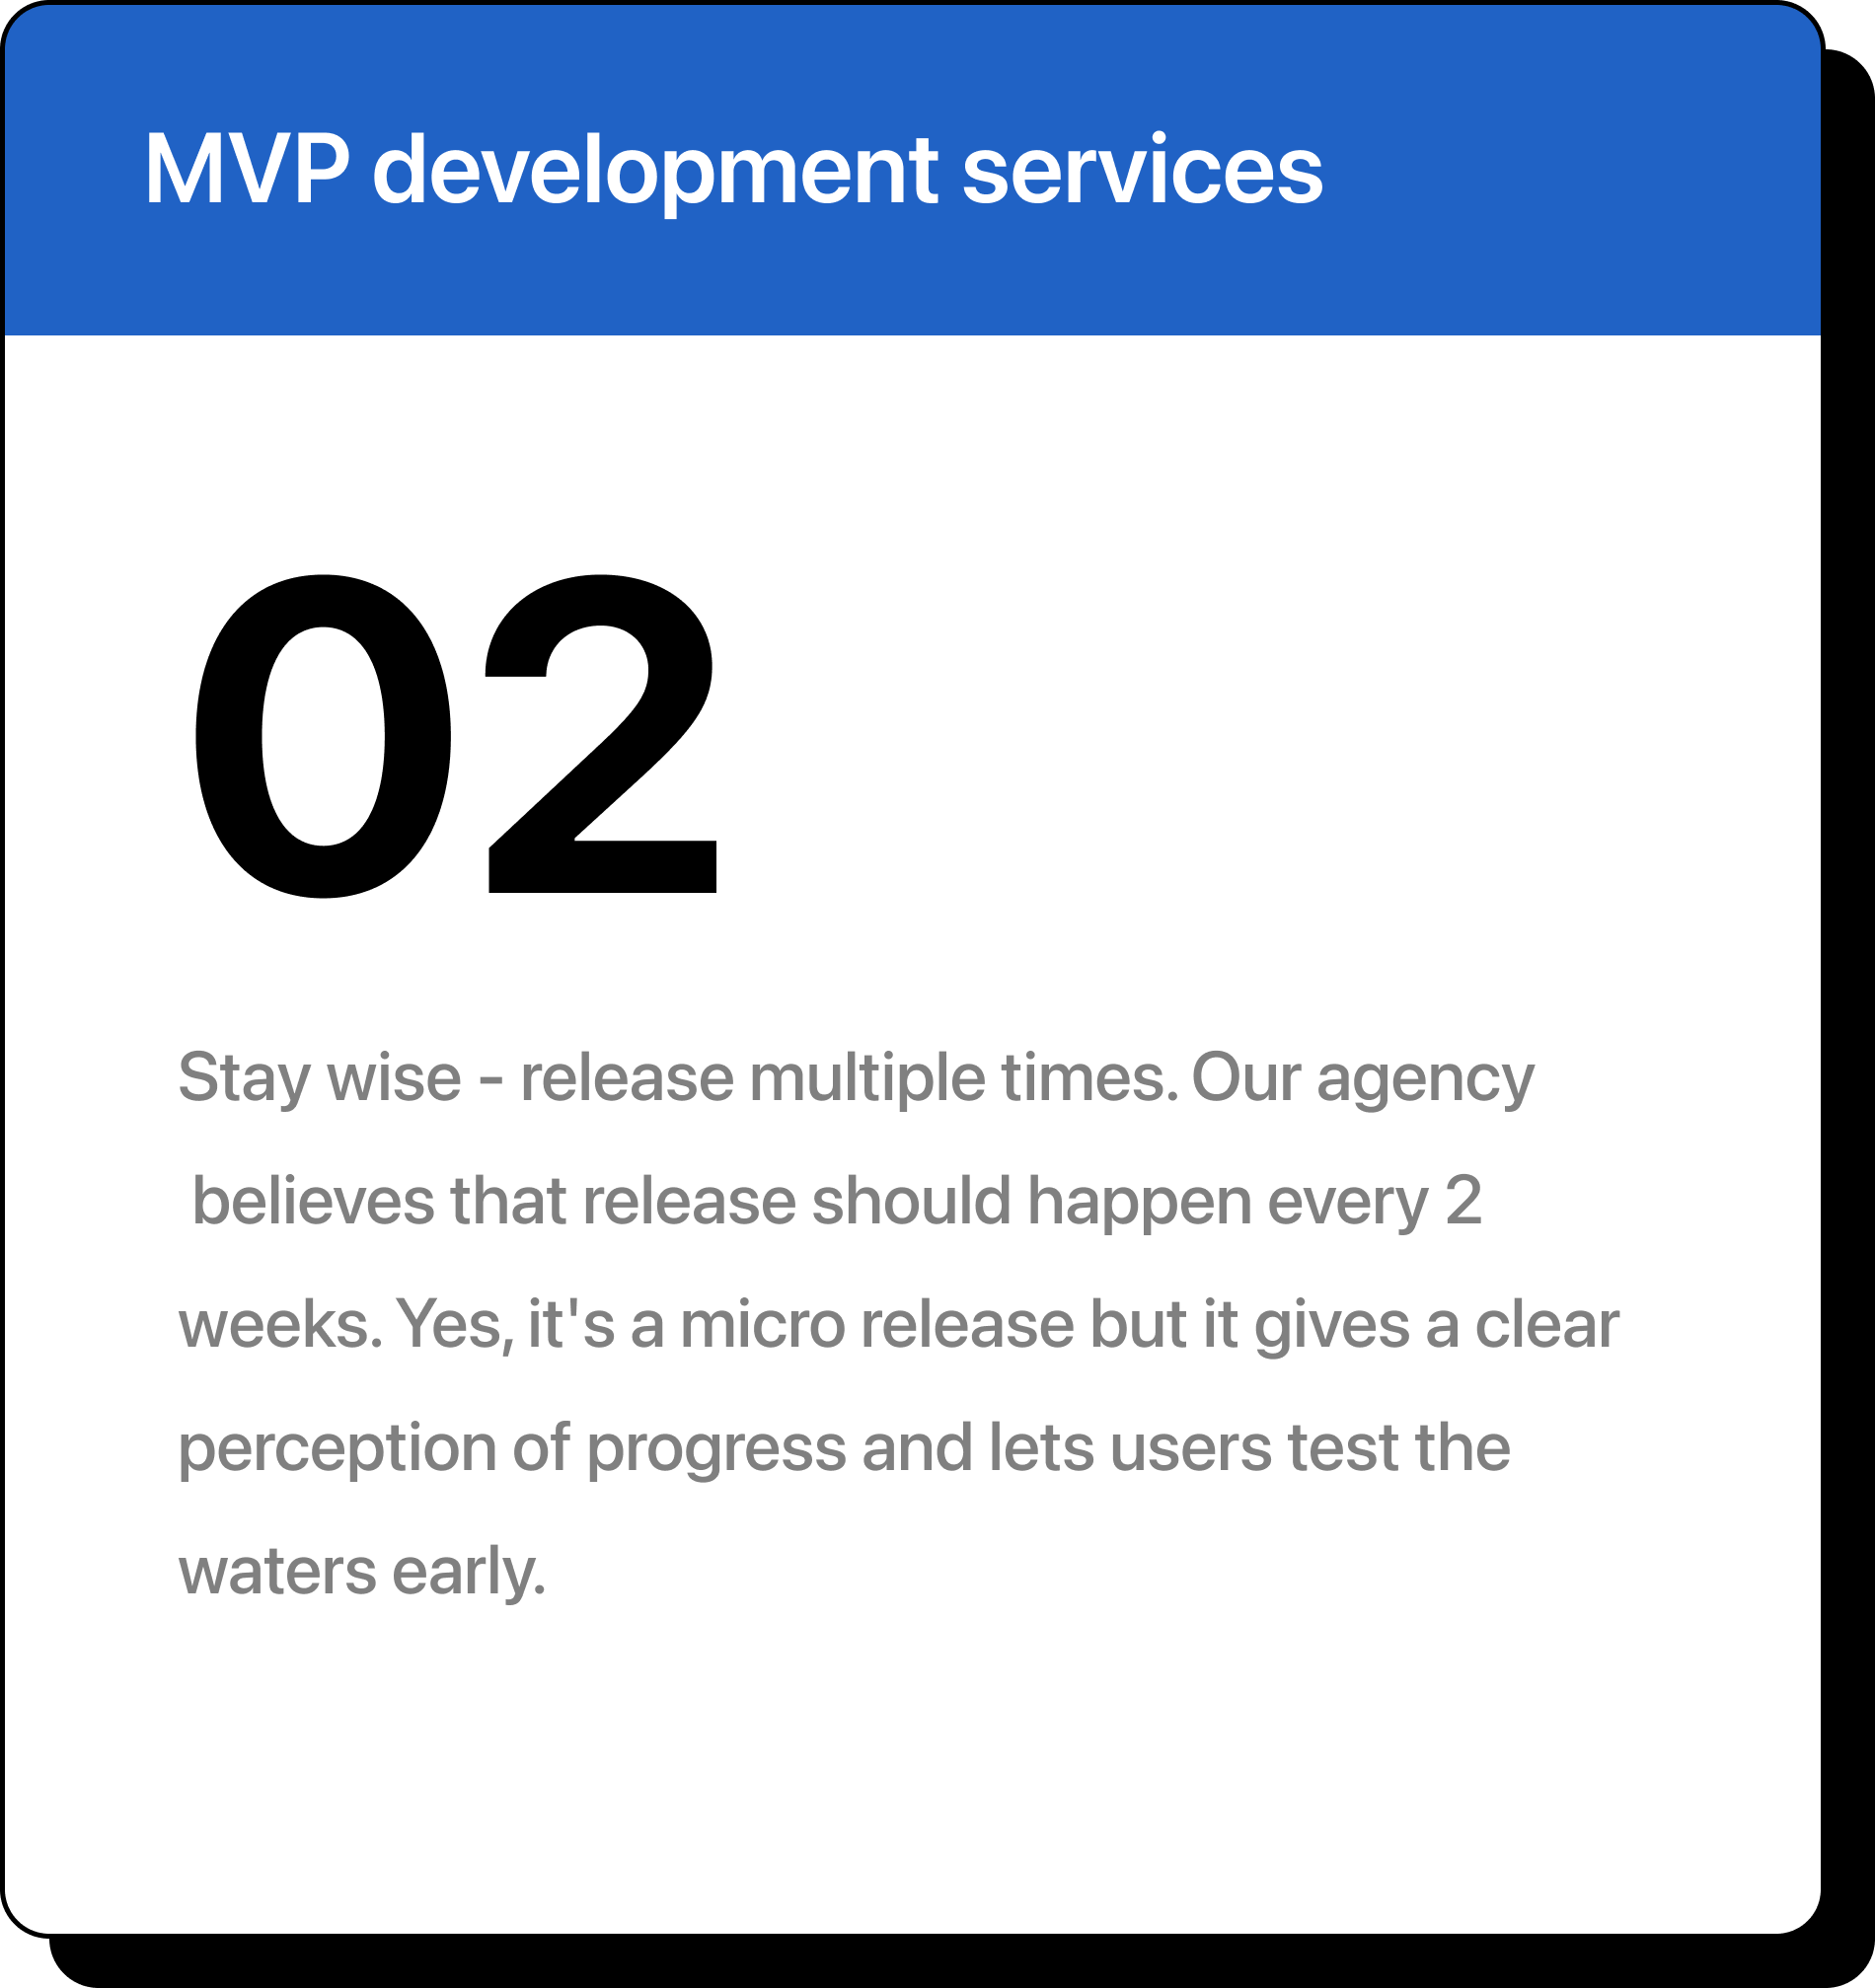 MVP development services
02
Stay wise - release multiple times. Our agency
believes that release should happen every 2
weeks. Yes, it's a micro release but it gives a clear
perception of progress and lets users test the
waters early.